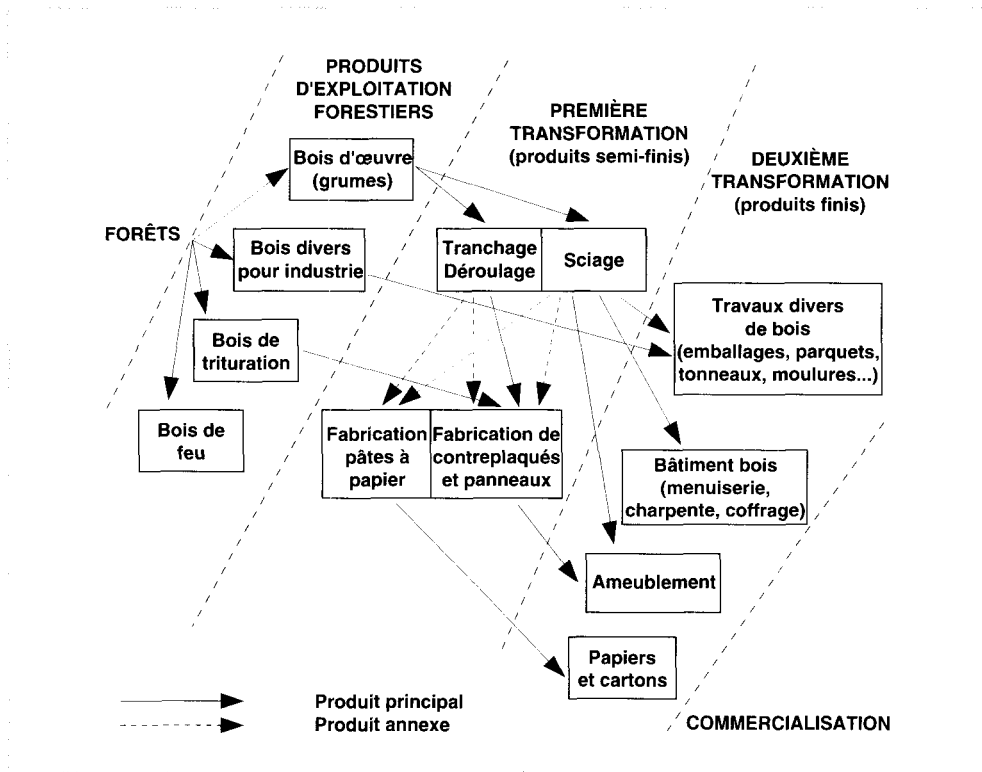 PRODUITS
D'EXPLOITATION
FORESTIERS
PREMIÈRE
TRANSFORMATION
(produits semi-finis)
DEUXIÈME
TRANSFORMATION
(produits finis)
FORÊTS
Bois d'œuvre
(grumes)
Bois divers
pour industrie
Bois de
trituration
Bois de
feu
Tranchage
Déroulage
Sciage
Fabrication
pâtes à
papier
Fabrication de
contreplaqués
et panneaux
Travaux divers
de bois
(emballages, parquets,
tonneaux, moulures...)
Bâtiment bois
(menuiserie,
charpente, coffrage)
Ameublement
Papiers
et cartons
Produit principal
Produit annexe
COMMERCIALISATION